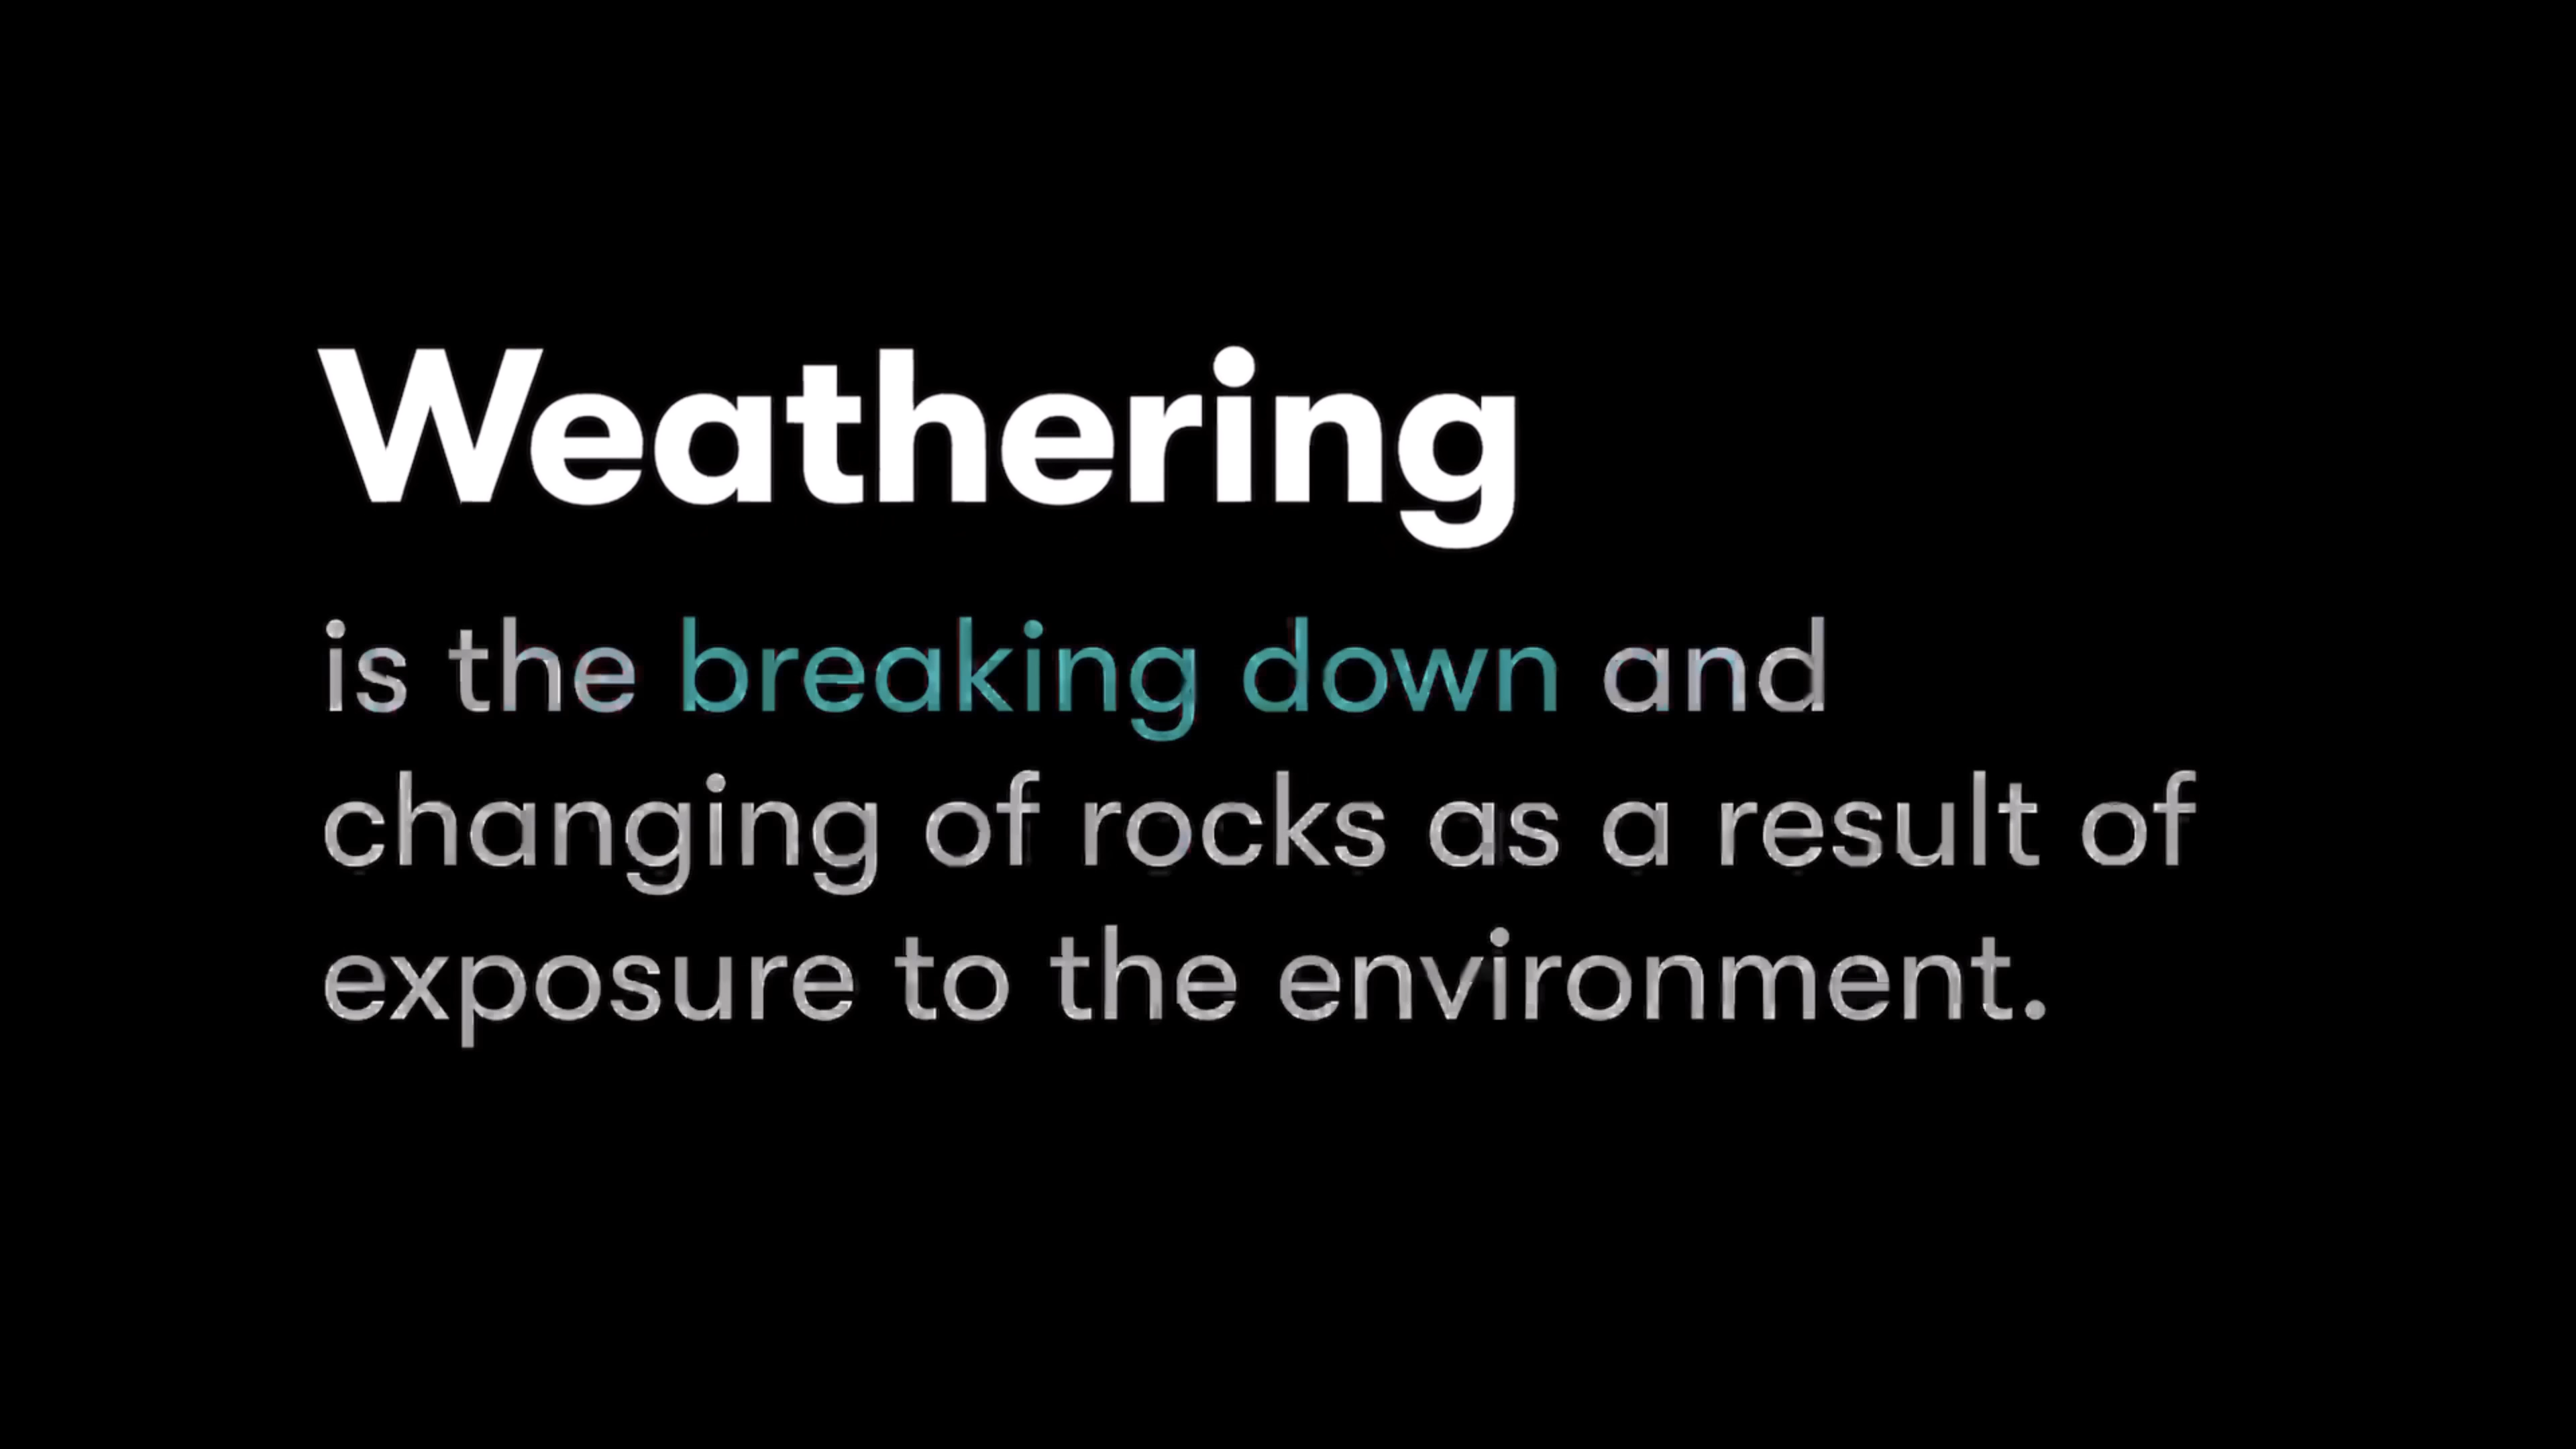 Weathering
is the breaking down and
changing of rocks as a result of
exposure to the environment.